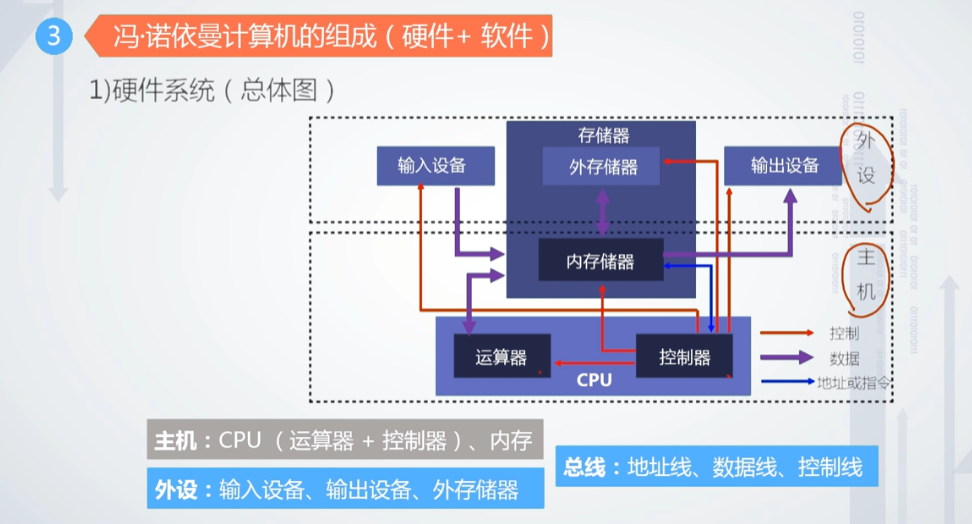 3
冯·诺依曼计算机的组成（硬件+ 软件）
1)硬件系统（总体图）
存储器
输入设备
外存储器
输出设备
外设
内存储器
主机
运算器
控制器
CPU
控制
数据
地址或指令
主机：CPU （运算器 + 控制器）、内存
外设：输入设备、输出设备、外存储器
总线：地址线、数据线、控制线